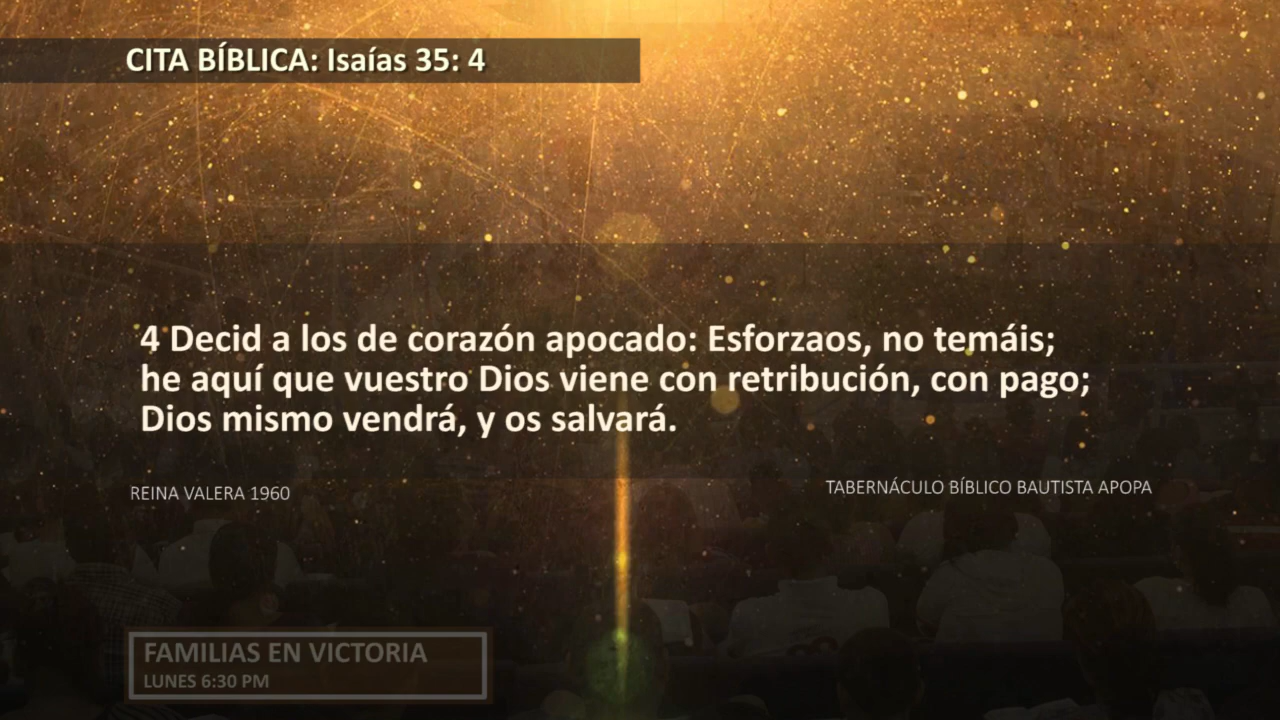 CITA BÍBLICA: Isaías 35: 4
4 Decid a los de corazón apocado: Esforzaos, no temáis;
he aquí que vuestro Dios viene con retribución, con pago;
Dios mismo vendrá, y os salvará.
REINA VALERA 1960
TABERNÁCULO BÍBLICO BAUTISTA APOPA
FAMILIAS EN VICTORIA
LUNES 6:30 PM